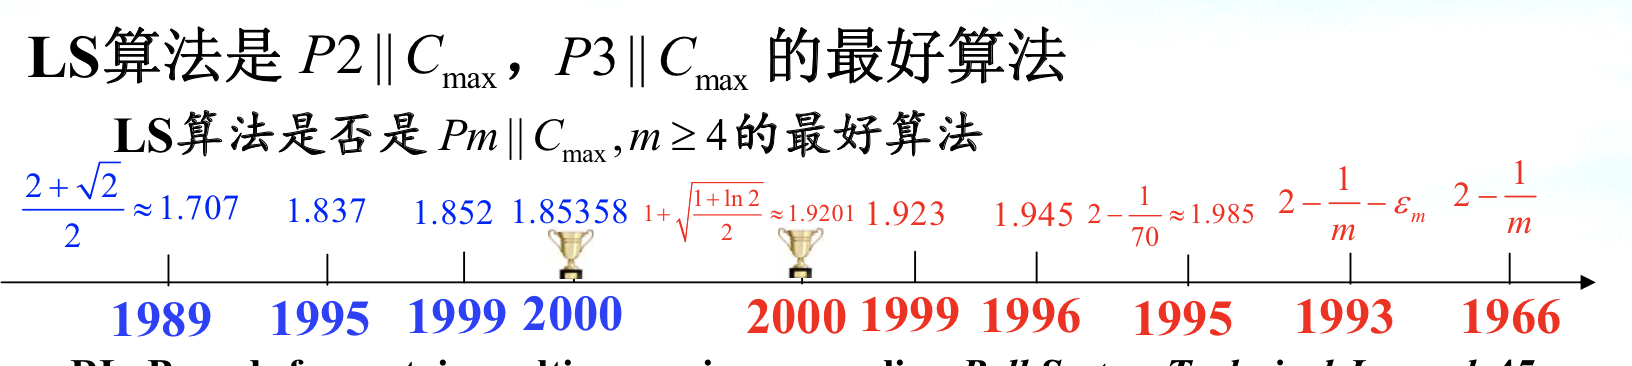 LS算法是 P2||C_max，P3||C_max 的最好算法
LS算法是否是 Pm||C_max, m ≥ 4的最好算法
(2+√2)/2 ≈1.707 1.837 1.852 1.85358 1+√((1+ln 2)/2) ≈1.9201 1.923 1.945 2−1/70 ≈1.985 2−1/m−ε_m 2−1/m
1989 1995 1999 2000 2000 1999 1996 1995 1993 1966